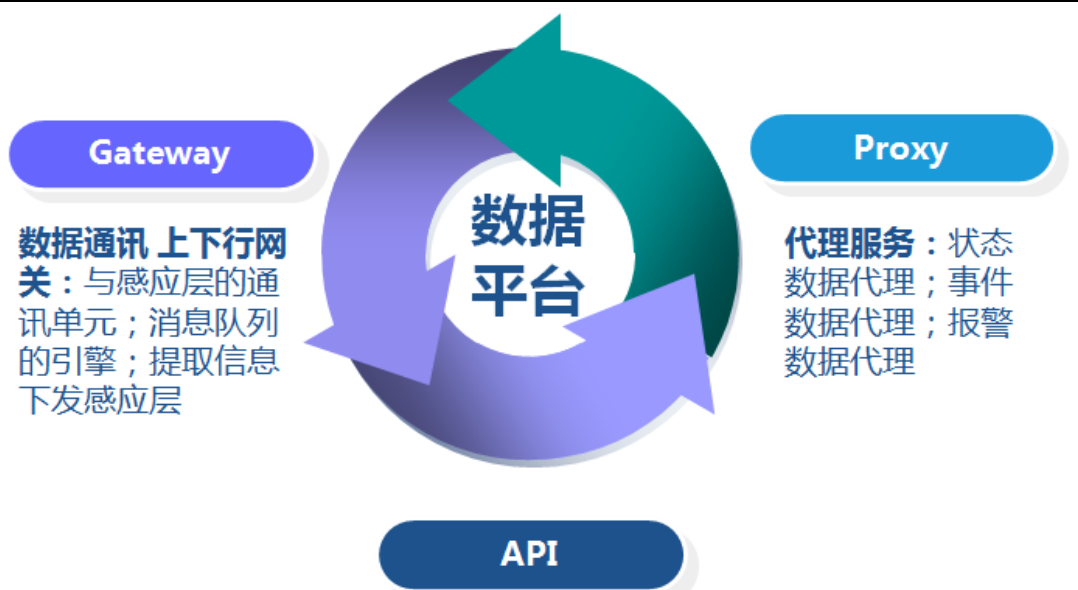 Gateway
数据通讯 上下行网
关：与感应层的通
讯单元；消息队列
的引擎；提取信息
下发感应层
数据
平台
Proxy
代理服务：状态
数据代理；事件
数据代理；报警
数据代理
API